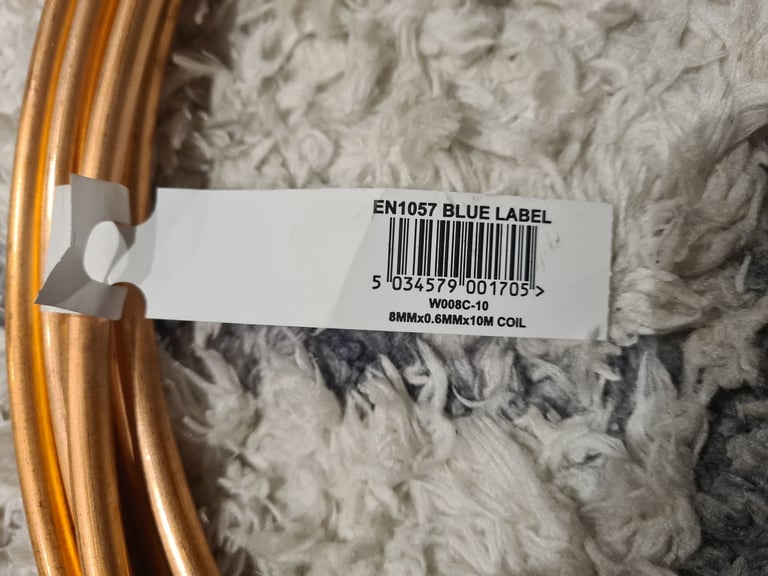 EN1057 BLUE LABEL
5 034579 001705 >
W008C-10
8MMx0.6MMx10M COIL